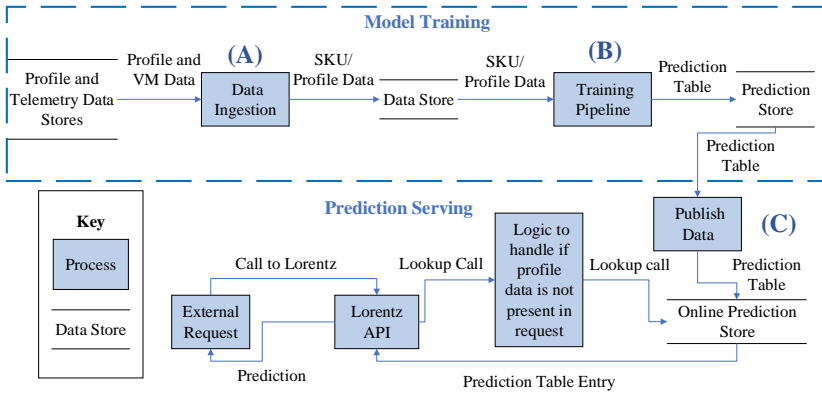 Model Training
(A)
(B)
Profile and
VM Data
SKU/
Profile Data
SKU/
Profile Data
Prediction
Table
Profile and
Telemetry Data
Stores
Data
Ingestion
Data Store
Training
Pipeline
Prediction
Store
Prediction
Table
Key
Process
Data Store
Prediction Serving
Publish
Data
(C)
Logic to
handle if
profile
data is not
present in
request
Call to Lorentz
Lookup Call
Lookup call
Prediction
Table
External
Request
Lorentz
API
Online Prediction
Store
Prediction
Prediction Table Entry